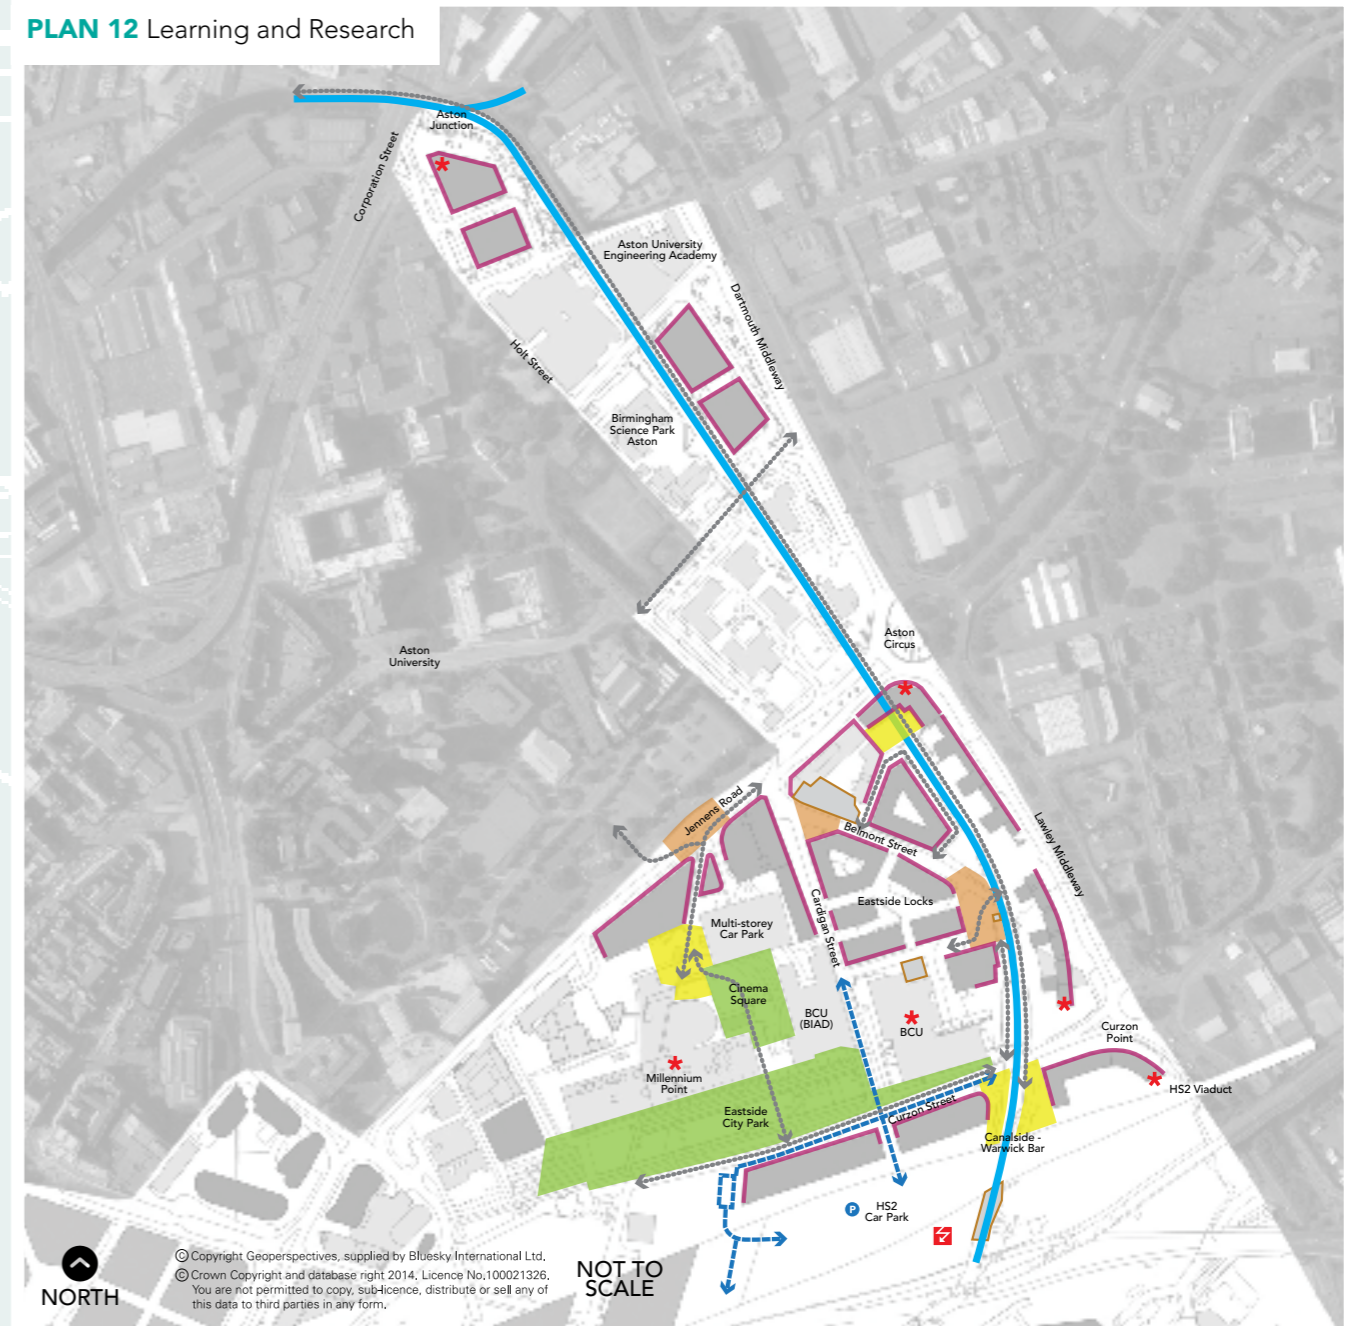 PLAN 12 Learning and Research
Aston
Junction
Corporation Street
Aston University
Engineering Academy
Dartmouth Middleway
Holt Street
Birmingham
Science Park
Aston
Aston
Circus
Aston
University
Jennens Road
Belmont Street
Lawley Middleway
Cardigan Street
Eastside Locks
Multi-storey
Car Park
Cinema
Square
BCU
(BIAD)
BCU
Curzon
Point
Millennium
Point
HS2 Viaduct
Eastside
City Park
Curzon Street
Canalside -
Warwick Bar
P
HS2
Car Park
NORTH
© Copyright Geoperspectives, supplied by Bluesky International Ltd.
© Crown Copyright and database right 2014, Licence No.100021326,
You are not permitted to copy, sub-licence, distribute or sell any of
this data to third parties in any form.
NOT TO
SCALE